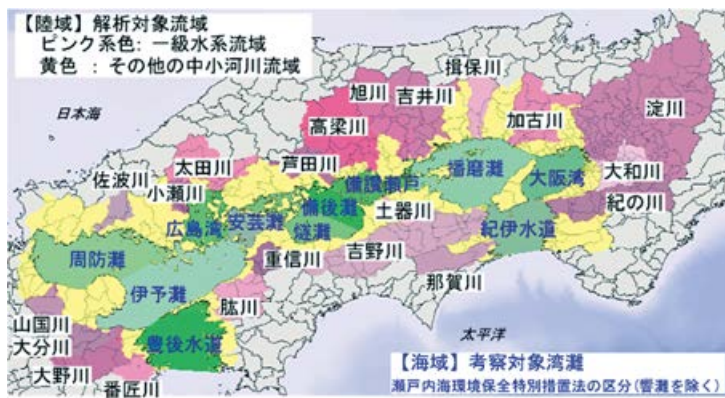 【陸域】解析対象流域
ピンク系色: 一級水系流域
黄色 : その他の中小河川流域
日本海
揖保川
旭川
吉井川
加古川
淀川
高梁川
太田川
芦田川
播磨灘
大阪湾
大和川
佐波川
小瀬川
備讃瀬戸
紀の川
広島湾
安芸灘
備後灘
土器川
燧灘
紀伊水道
周防灘
重信川
吉野川
伊予灘
肱川
那賀川
山国川
大分川
豊後水道
太平洋
大野川
番匠川
【海域】考察対象湾灘
瀬戸内海環境保全特別措置法の区分(響灘を除く)